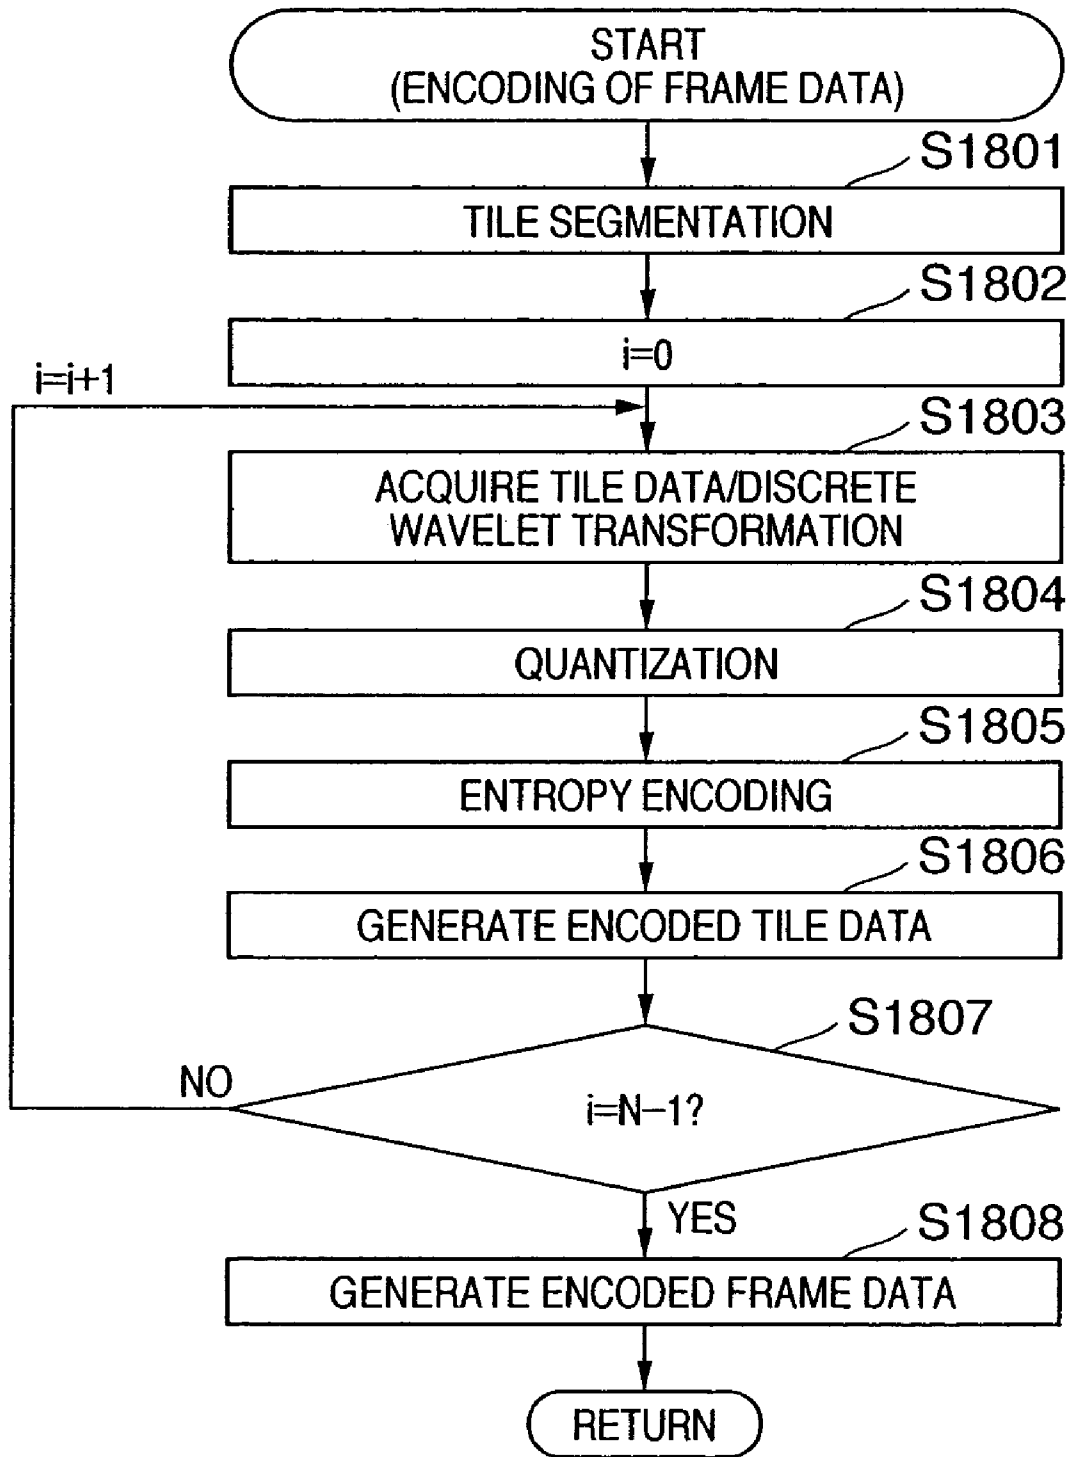 START
(ENCODING OF FRAME DATA)
S1801
TILE SEGMENTATION
S1802
i=0
i=i+1
S1803
ACQUIRE TILE DATA/DISCRETE
WAVELET TRANSFORMATION
S1804
QUANTIZATION
S1805
ENTROPY ENCODING
S1806
GENERATE ENCODED TILE DATA
S1807
NO
i=N−1?
YES
S1808
GENERATE ENCODED FRAME DATA
RETURN